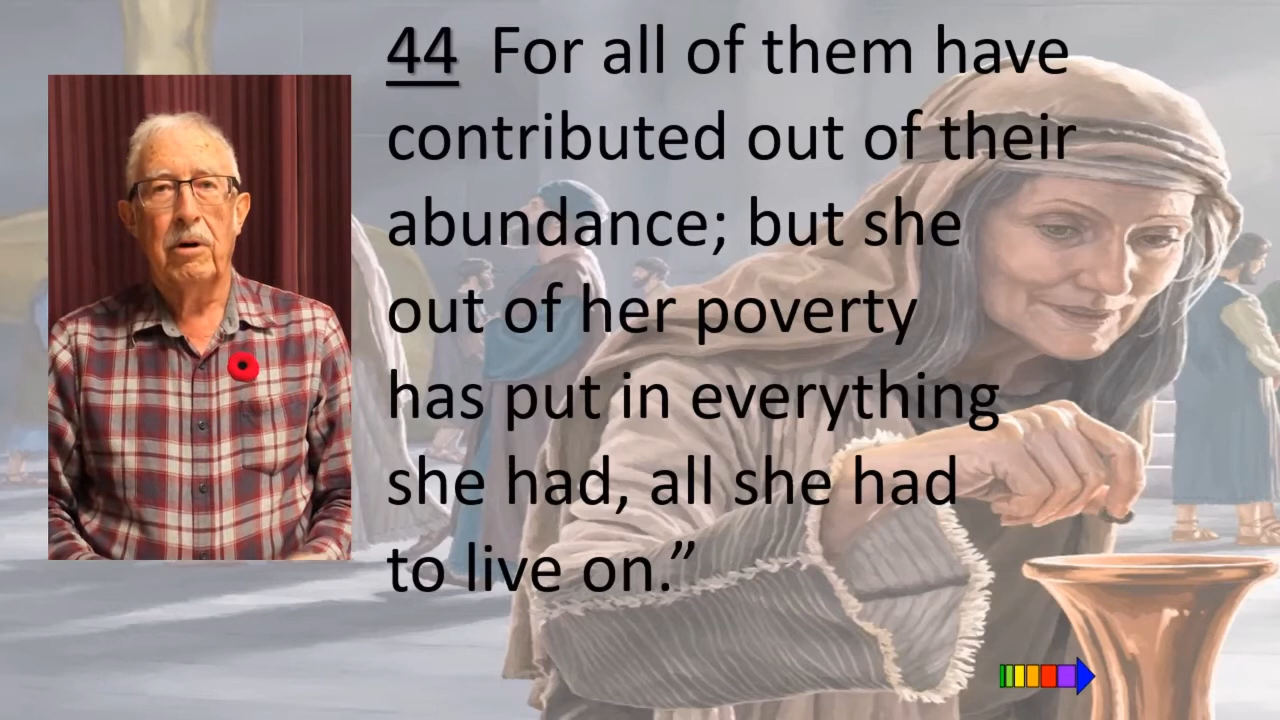 44 For all of them have
contributed out of their
abundance; but she
out of her poverty
has put in everything
she had, all she had
to live on.”